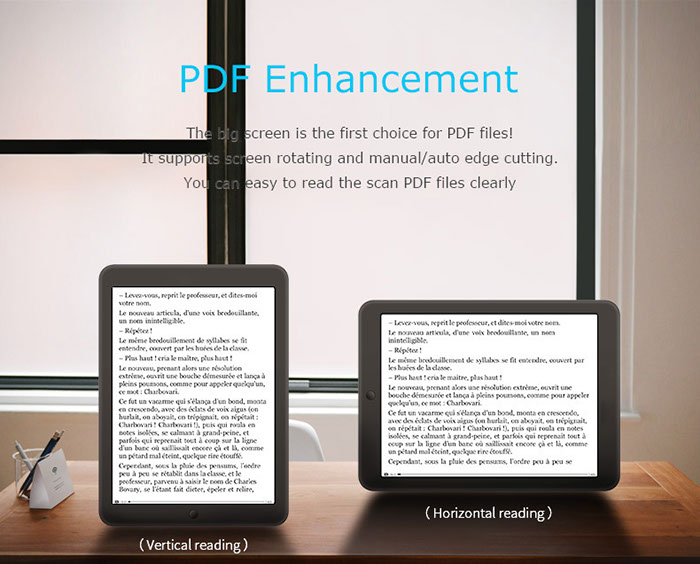 PDF Enhancement
The big screen is the first choice for PDF files!
It supports screen rotating and manual/auto edge cutting.
You can easy to read the scan PDF files clearly
– Levez-vous, reprit le professeur, et dites-moi
votre nom.
Le nouveau articula, d'une voix bredouillante,
un nom inintelligible.
– Répétez !
Le même bredouillement de syllabes se fit
entendre, couvert par les huées de la classe.
– Plus haut ! cria le maître, plus haut !
Le nouveau, prenant alors une résolution
extrême, ouvrit une bouche démesurée et lança à
pleins poumons, comme pour appeler quelqu'un,
ce mot : Charbovari.
Ce fut un vacarme qui s'élança d'un bond, monta
en crescendo, avec des éclats de voix aigus (on
hurlait, on aboyait, on trépignait, on répétait :
Charbovari ! Charbovari !), puis qui roula en
notes isolées, se calmant à grand-peine, et
parfois qui reprenait tout à coup sur la ligne
d'un banc où saillissait encore çà et là, comme
un pétard mal éteint, quelque rire étouffé.
Cependant, sous la pluie des pensums, l'ordre
peu à peu se rétablit dans la classe, et le
professeur, parvenu à saisir le nom de Charles
Bovary, se l'étant fait dicter, épeler et relire,
(Vertical reading)
– Levez-vous, reprit le professeur, et dites-moi votre nom.
Le nouveau articula, d'une voix bredouillante, un nom
inintelligible.
– Répétez !
Le même bredouillement de syllabes se fit entendre, couvert par
les huées de la classe.
– Plus haut ! cria le maître, plus haut !
Le nouveau, prenant alors une résolution extrême, ouvrit une
bouche démesurée et lança à pleins poumons, comme pour appeler
quelqu'un, ce mot : Charbovari.
Ce fut un vacarme qui s'élança d'un bond, monta en crescendo,
avec des éclats de voix aigus (on hurlait, on aboyait, on trépignait,
on répétait : Charbovari ! Charbovari !), puis qui roula en notes
isolées, se calmant à grand-peine, et parfois qui reprenait tout à
coup sur la ligne d'un banc où saillissait encore çà et là, comme un
pétard mal éteint, quelque rire étouffé.
Cependant, sous la pluie des pensums, l'ordre peu à peu se
(Horizontal reading)